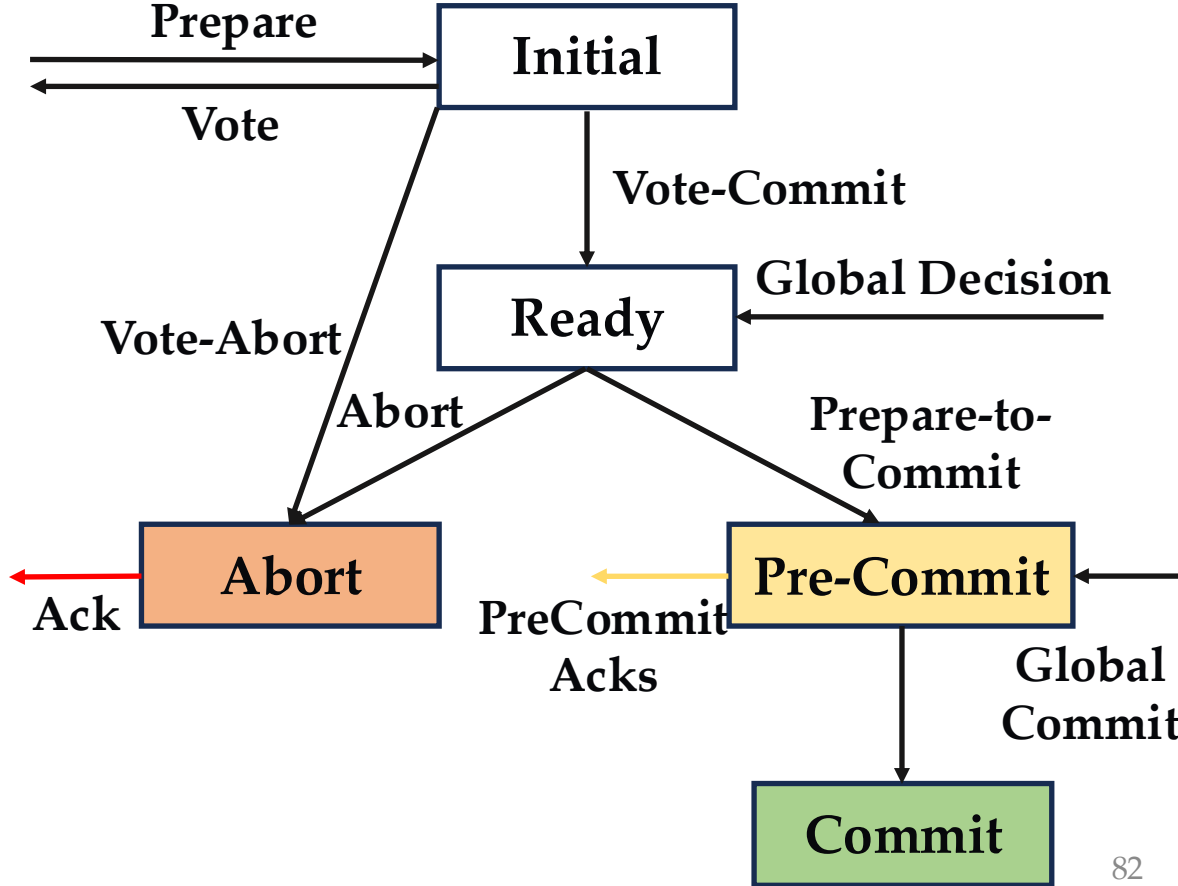 Prepare
Initial
Vote
Vote-Commit
Global Decision
Ready
Vote-Abort
Abort
Prepare-to-
Commit
Abort
Pre-Commit
Ack
PreCommit
Acks
Global
Commit
Commit
82